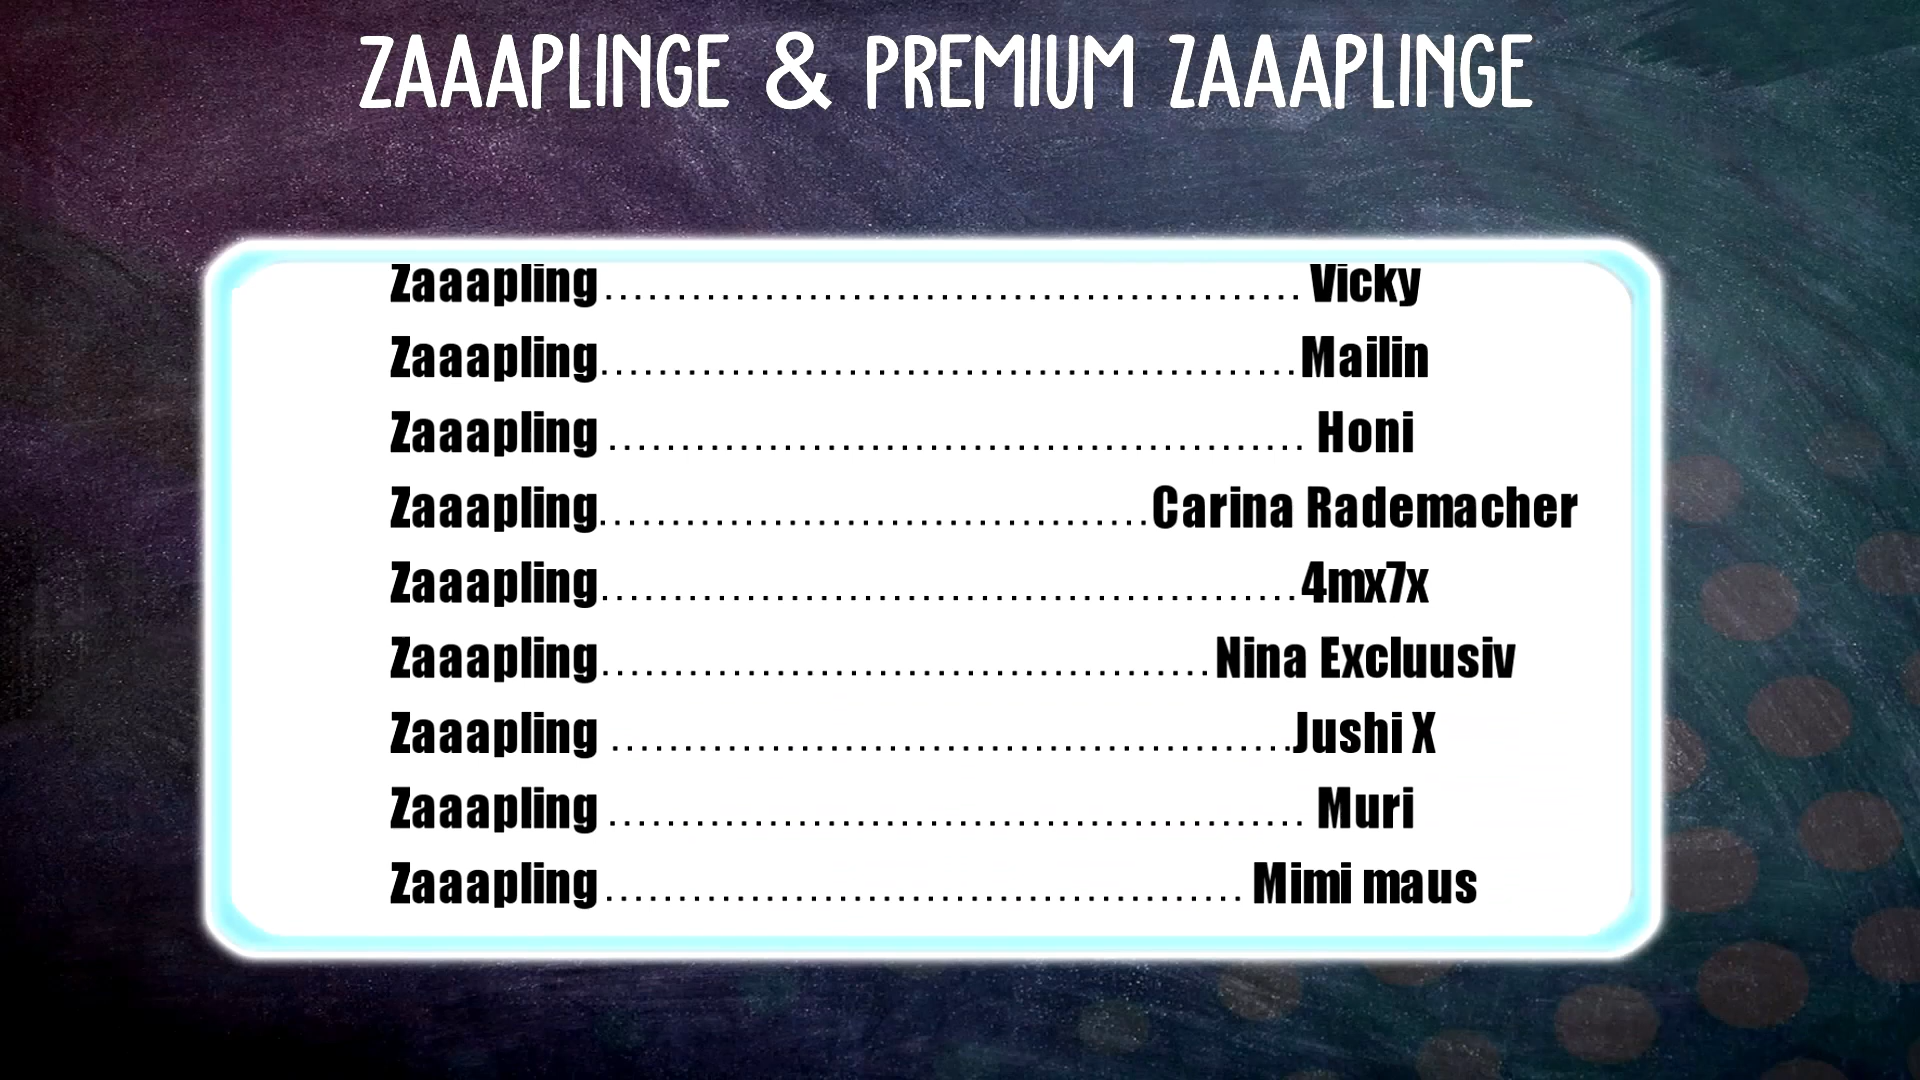 ZAAAPLINGE & PREMIUM ZAAAPLINGE
Zaaapling................................................Vicky
Zaaapling................................................Mailin
Zaaapling ................................................ Honi
Zaaapling......................................Carina Rademacher
Zaaapling................................................4mx7x
Zaaapling..........................................Nina Excluusiv
Zaaapling ...............................................Jushi X
Zaaapling ................................................ Muri
Zaaapling............................................ Mimi maus